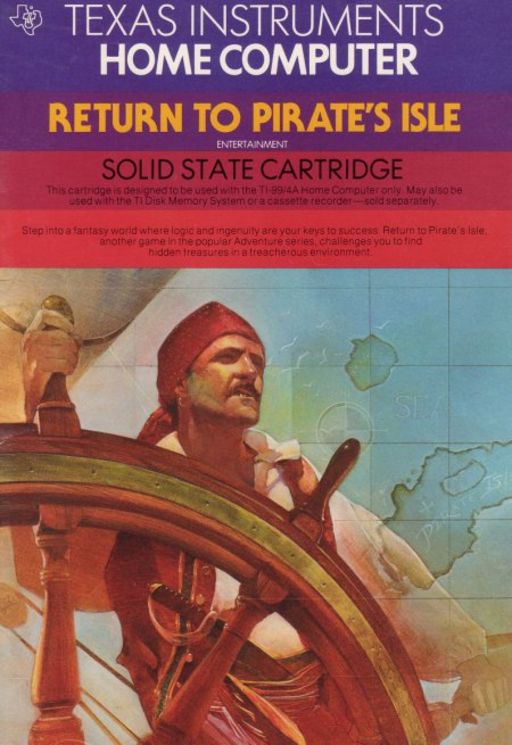 TEXAS INSTRUMENTS
HOME COMPUTER
RETURN TO PIRATE'S ISLE
ENTERTAINMENT
SOLID STATE CARTRIDGE
This cartridge is designed to be used with the TI-99/4A Home Computer only. May also be
used with the TI Disk Memory System or a cassette recorder—sold separately.
Step into a fantasy world where logic and ingenuity are your keys to success. Return to Pirate's Isle,
another game in the popular Adventure series, challenges you to find
hidden treasures in a treacherous environment.
SEA
Pirate's Isle